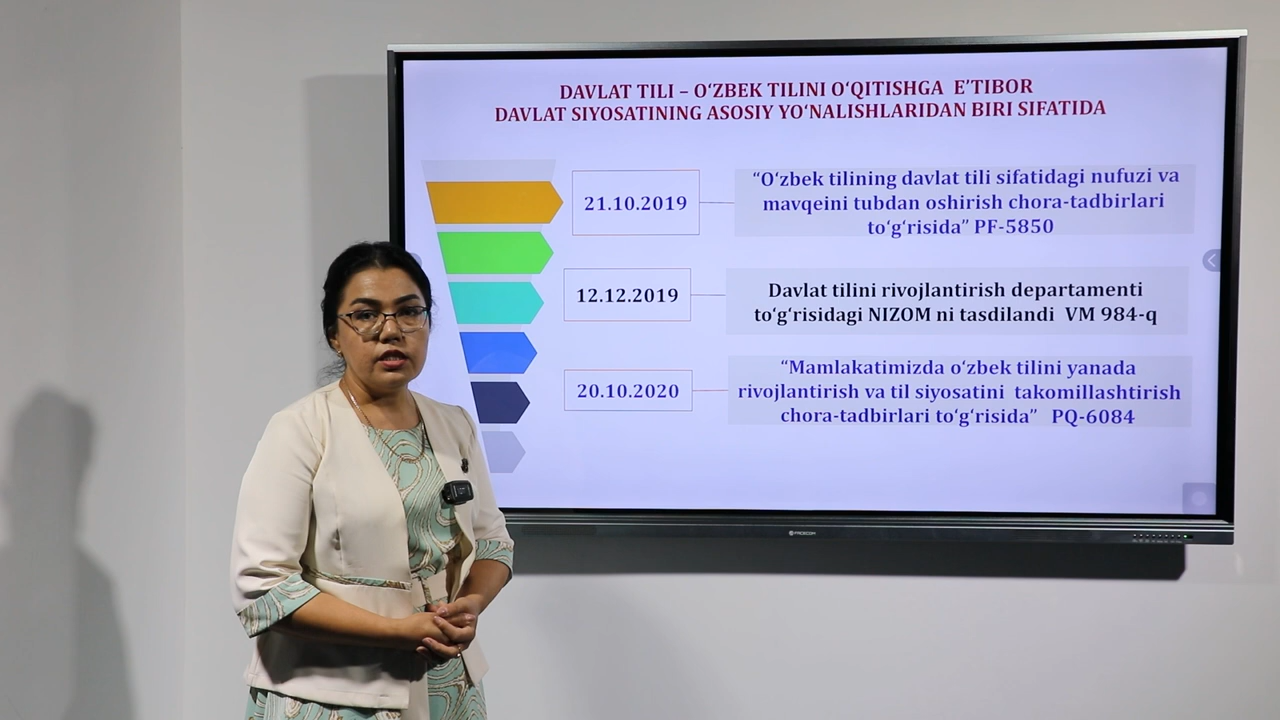 DAVLAT TILI – O‘ZBEK TILINI O‘QITISHGA E’TIBOR
DAVLAT SIYOSATINING ASOSIY YO‘NALISHLARIDAN BIRI SIFATIDA
21.10.2019
“O‘zbek tilining davlat tili sifatidagi nufuzi va
mavqeini tubdan oshirish chora-tadbirlari
to‘g‘risida” PF-5850
12.12.2019
Davlat tilini rivojlantirish departamenti
to‘g‘risidagi NIZOM ni tasdilandi VM 984-q
20.10.2020
“Mamlakatimizda o‘zbek tilini yanada
rivojlantirish va til siyosatini takomillashtirish
chora-tadbirlari to‘g‘risida” PQ-6084